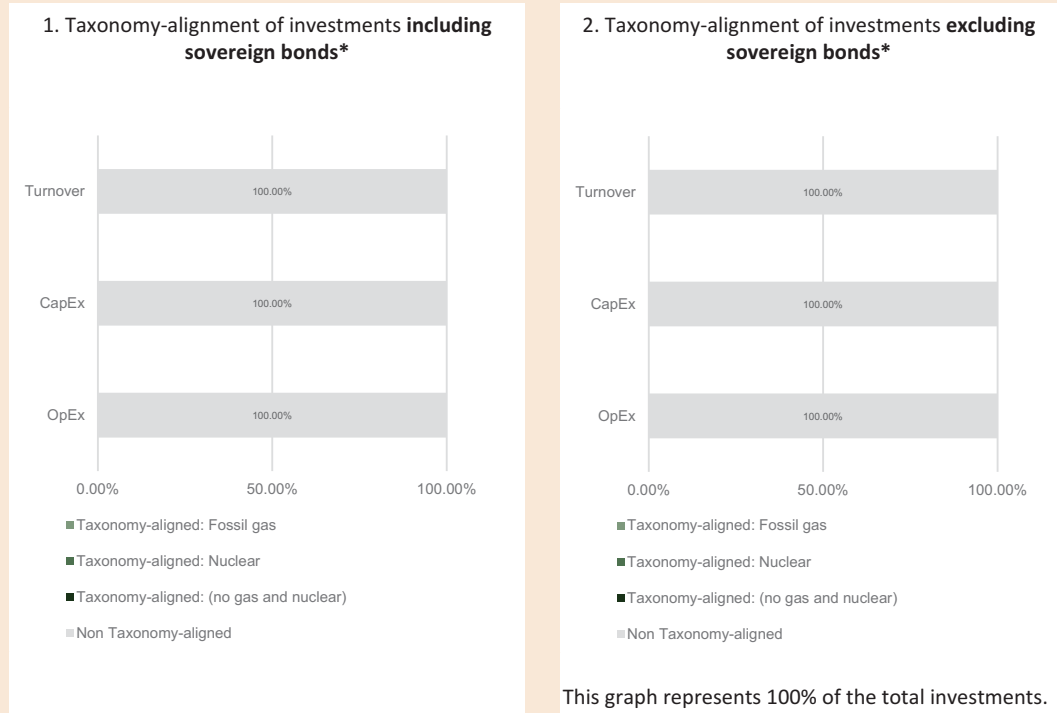 1. Taxonomy-alignment of investments including
sovereign bonds*
Turnover
100.00%
CapEx
100.00%
OpEx
100.00%
0.00%
50.00%
100.00%
Taxonomy-aligned: Fossil gas
Taxonomy-aligned: Nuclear
Taxonomy-aligned: (no gas and nuclear)
Non Taxonomy-aligned
2. Taxonomy-alignment of investments excluding
sovereign bonds*
Turnover
100.00%
CapEx
100.00%
OpEx
100.00%
0.00%
50.00%
100.00%
Taxonomy-aligned: Fossil gas
Taxonomy-aligned: Nuclear
Taxonomy-aligned: (no gas and nuclear)
Non Taxonomy-aligned
This graph represents 100% of the total investments.